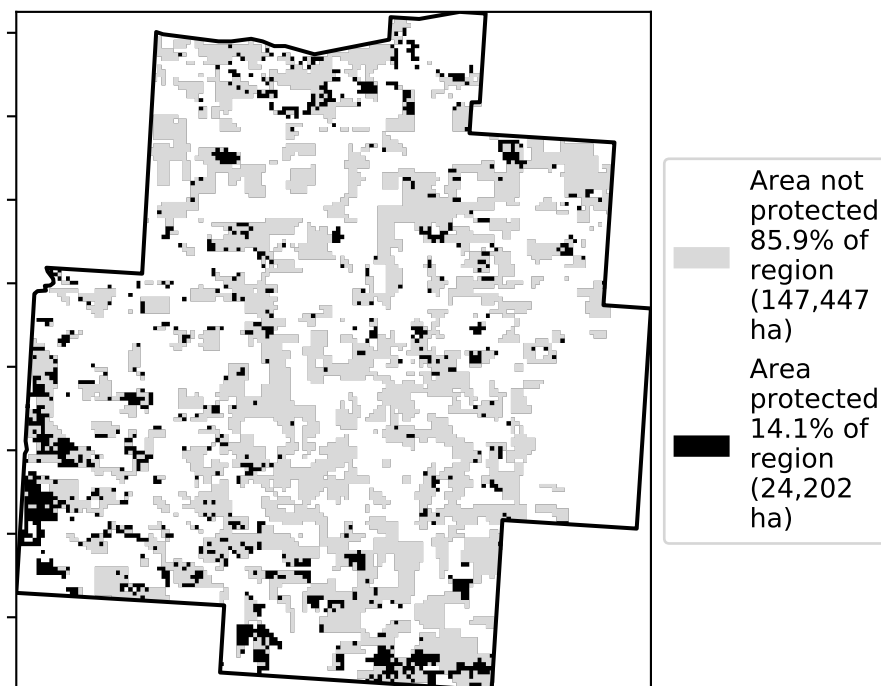 Area not
protected
85.9% of
region
(147,447
ha)
Area
protected
14.1% of
region
(24,202
ha)